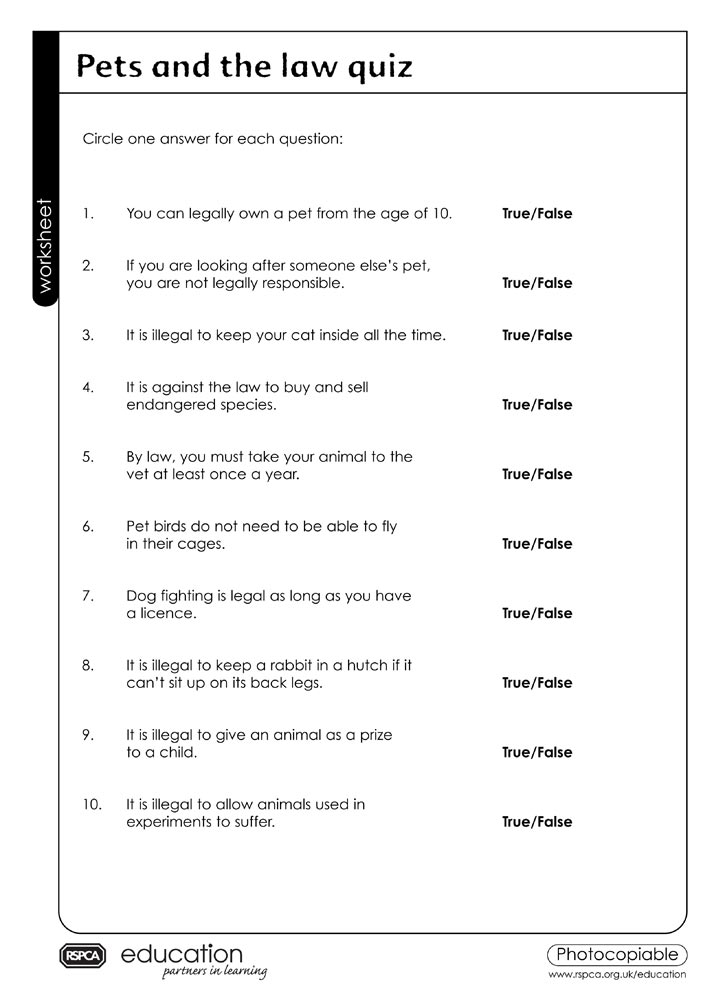 Pets and the law quiz
worksheet
Circle one answer for each question:
1. You can legally own a pet from the age of 10. True/False
2. If you are looking after someone else's pet,
you are not legally responsible. True/False
3. It is illegal to keep your cat inside all the time. True/False
4. It is against the law to buy and sell
endangered species. True/False
5. By law, you must take your animal to the
vet at least once a year. True/False
6. Pet birds do not need to be able to fly
in their cages. True/False
7. Dog fighting is legal as long as you have
a licence. True/False
8. It is illegal to keep a rabbit in a hutch if it
can't sit up on its back legs. True/False
9. It is illegal to give an animal as a prize
to a child. True/False
10. It is illegal to allow animals used in
experiments to suffer. True/False
RSPCA education
partners in learning
Photocopiable
www.rspca.org.uk/education